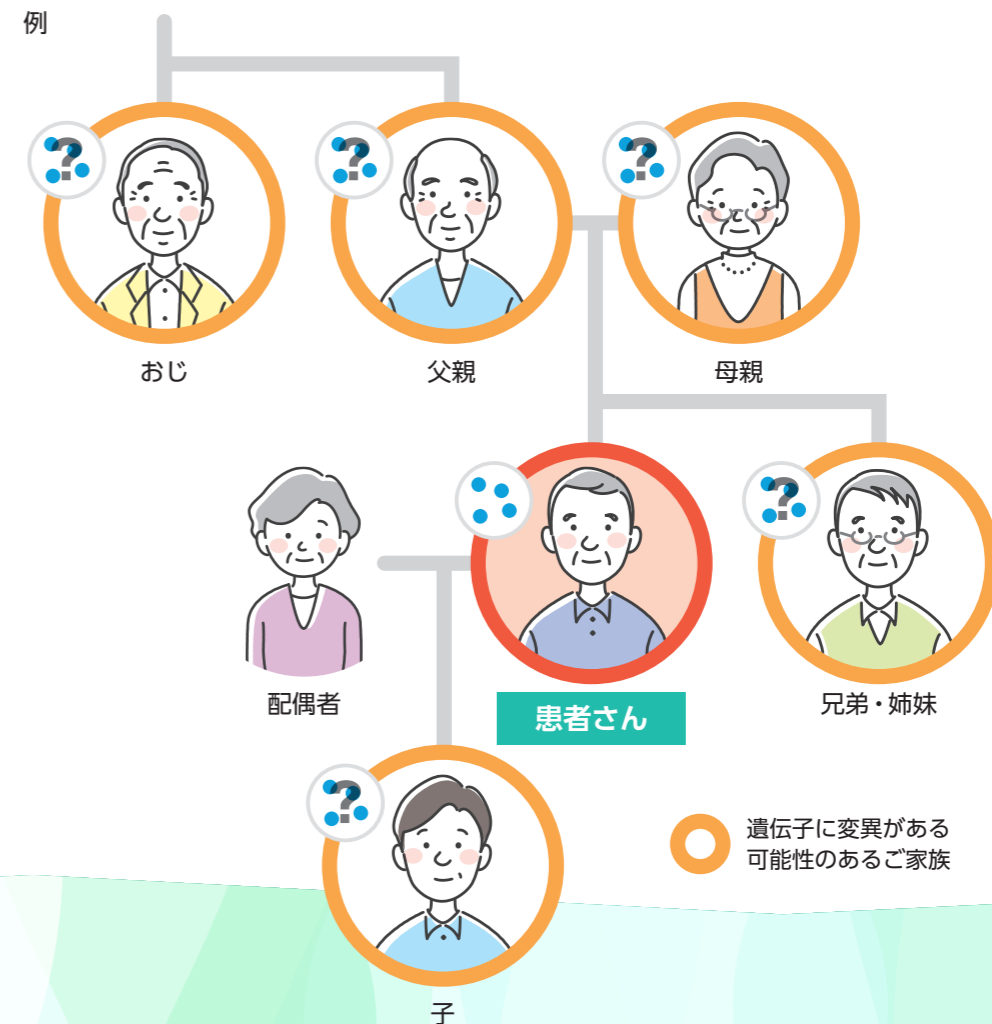 例
おじ
父親
母親
配偶者
患者さん
兄弟・姉妹
遺伝子に変異がある
可能性のあるご家族
子